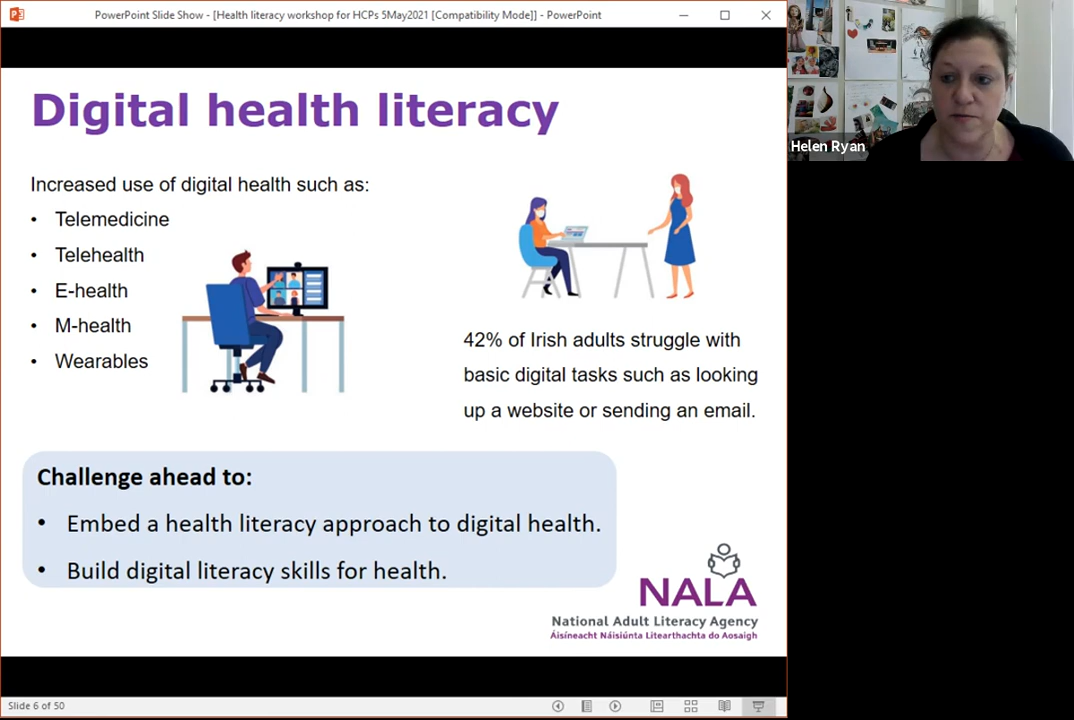 PowerPoint Slide Show - [Health literacy workshop for HCPs 5May2021 [Compatibility Mode]] - PowerPoint
Helen Ryan
Digital health literacy
Increased use of digital health such as:
• Telemedicine
• Telehealth
• E-health
• M-health
• Wearables
42% of Irish adults struggle with
basic digital tasks such as looking
up a website or sending an email.
Challenge ahead to:
• Embed a health literacy approach to digital health.
• Build digital literacy skills for health.
NALA
National Adult Literacy Agency
Áisíneacht Náisiúnta Litearthachta do Aosaigh
Slide 6 of 50